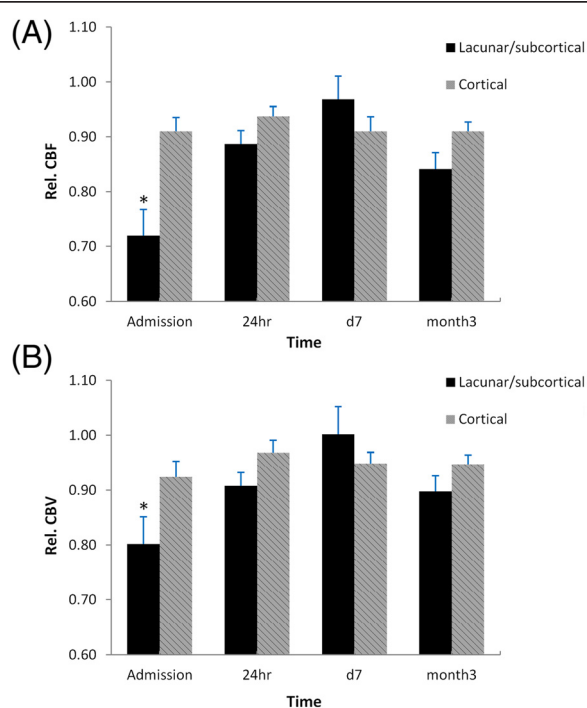 (A)
1.10
1.00
0.90
0.80
0.70
0.60
Rel. CBF
*
Lacunar/subcortical
Cortical
Admission 24hr d7 month3
Time
(B)
1.10
1.00
0.90
0.80
0.70
0.60
Rel. CBV
*
Lacunar/subcortical
Cortical
Admission 24hr d7 month3
Time